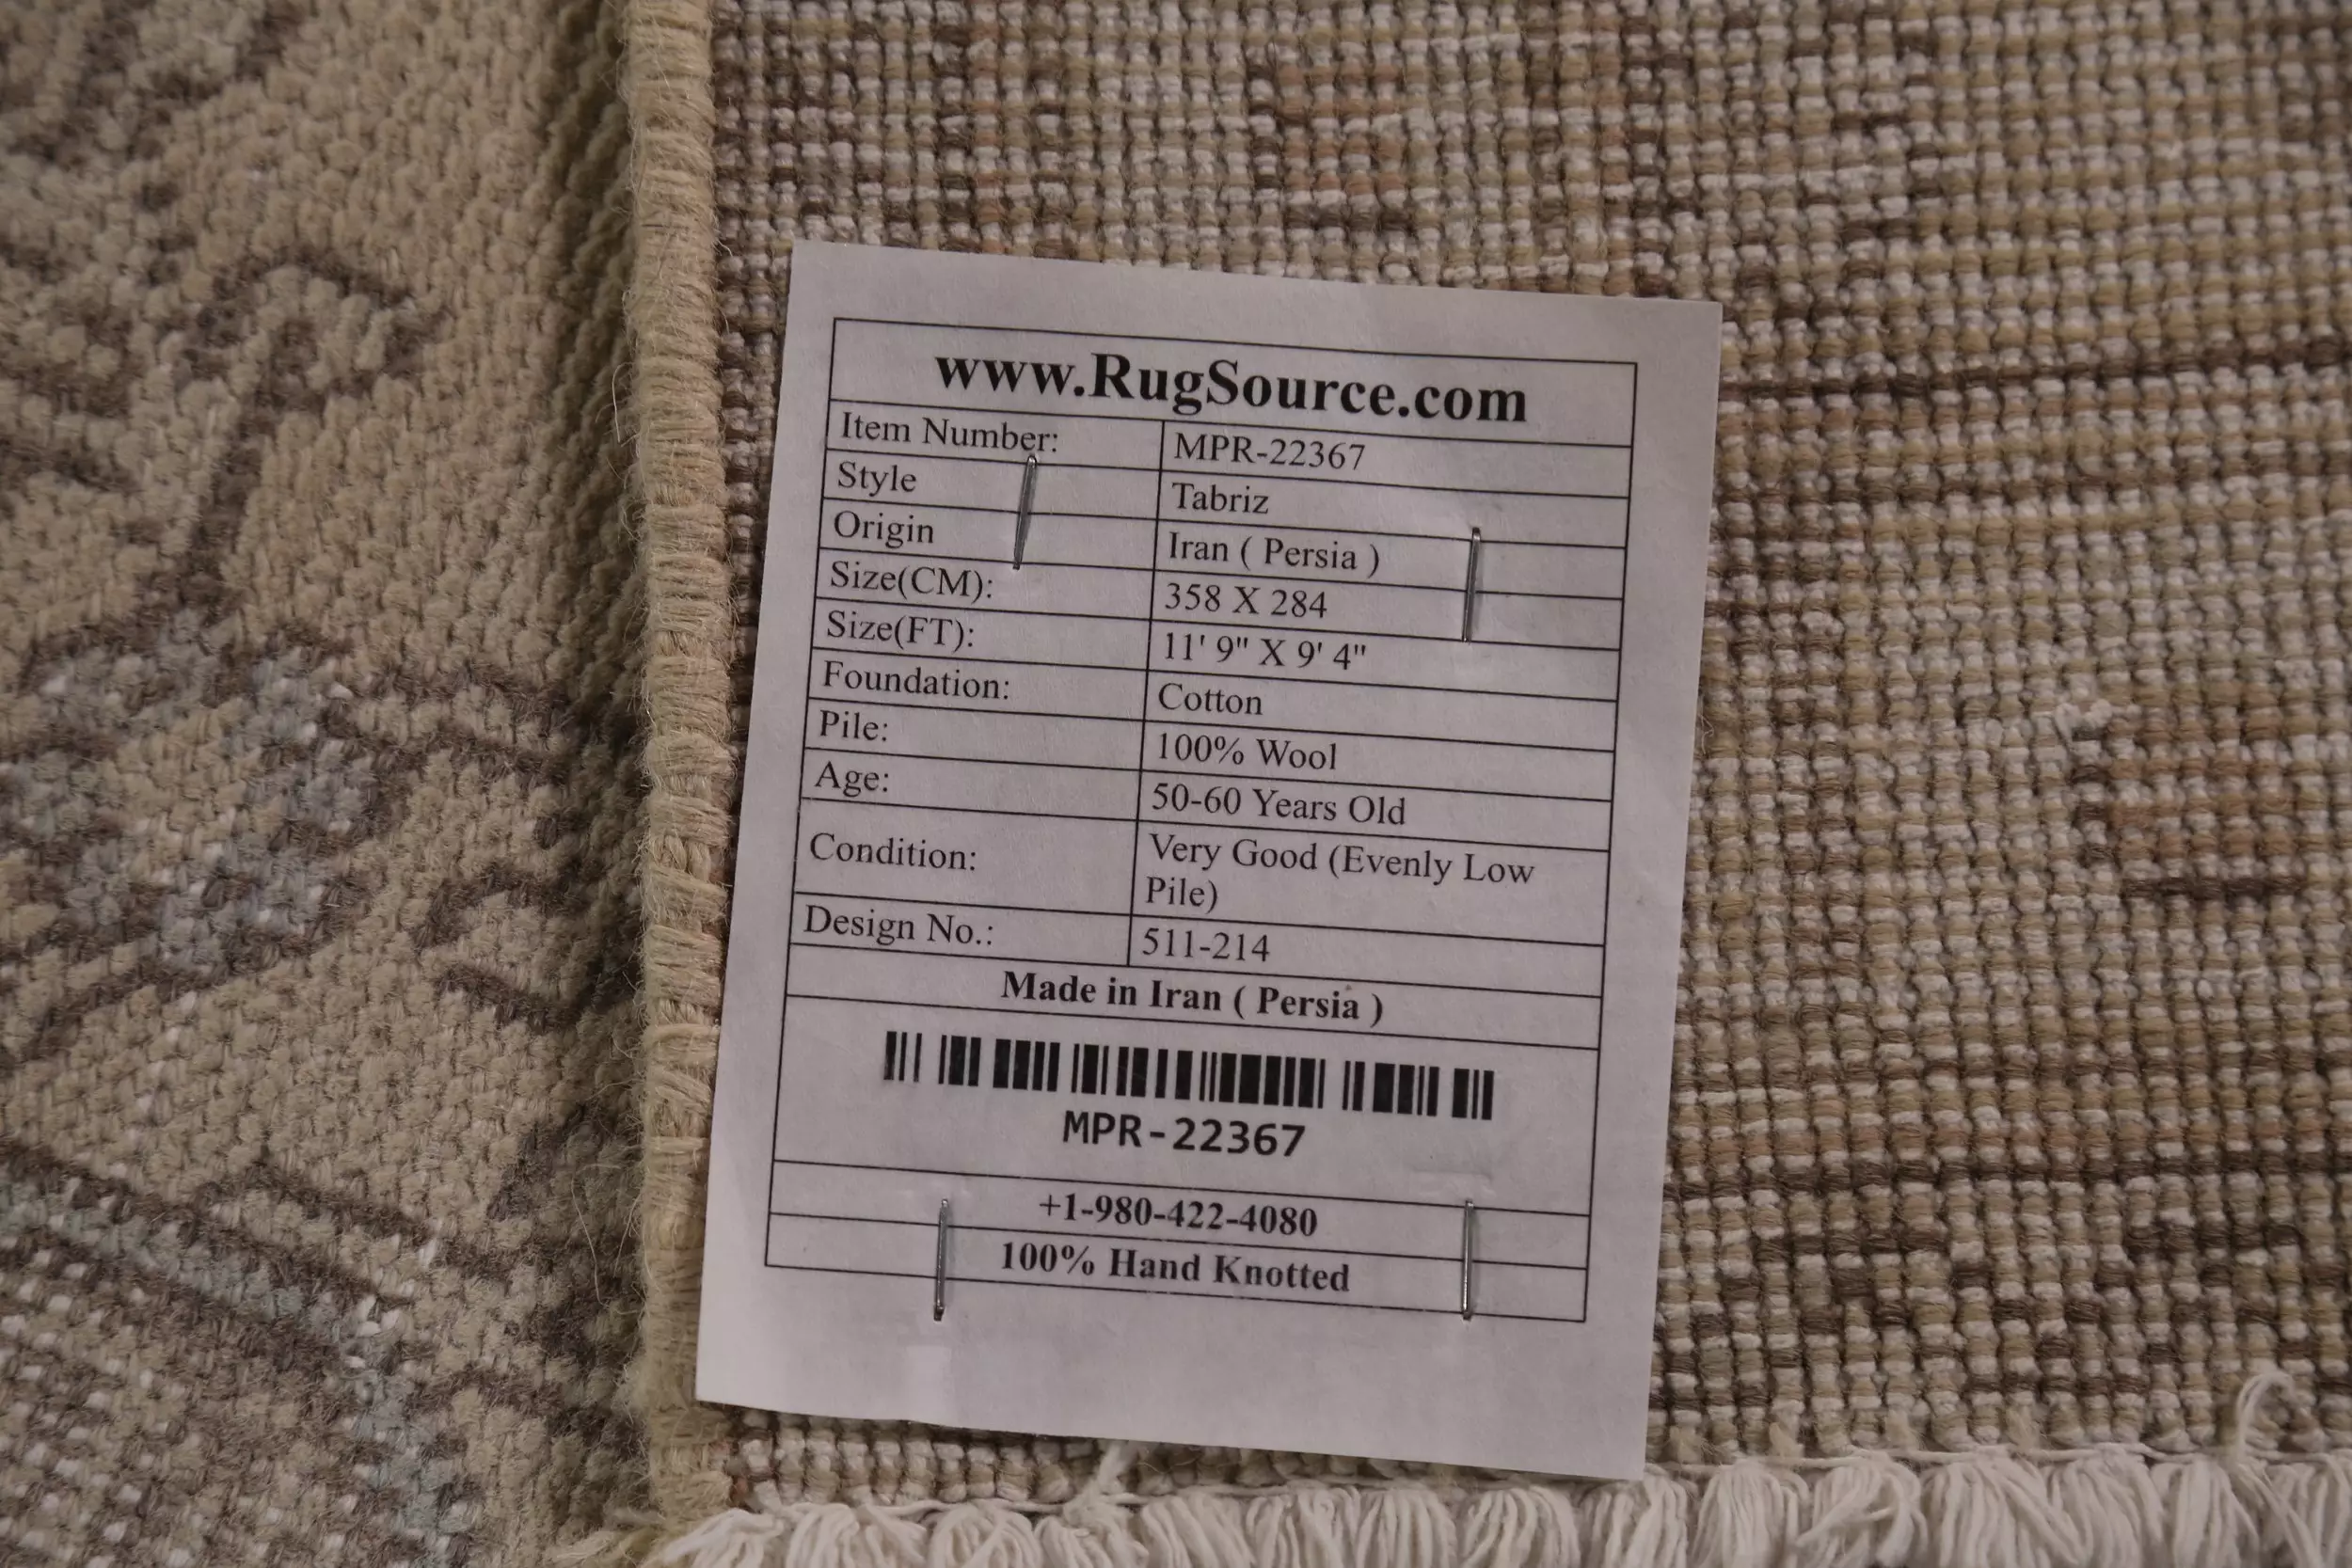 www.RugSource.com
Item Number: MPR-22367
Style Tabriz
Origin Iran ( Persia )
Size(CM): 358 X 284
Size(FT): 11' 9" X 9' 4"
Foundation: Cotton
Pile: 100% Wool
Age: 50-60 Years Old
Condition: Very Good (Evenly Low
Pile)
Design No.: 511-214
Made in Iran ( Persia )
MPR-22367
+1-980-422-4080
100% Hand Knotted